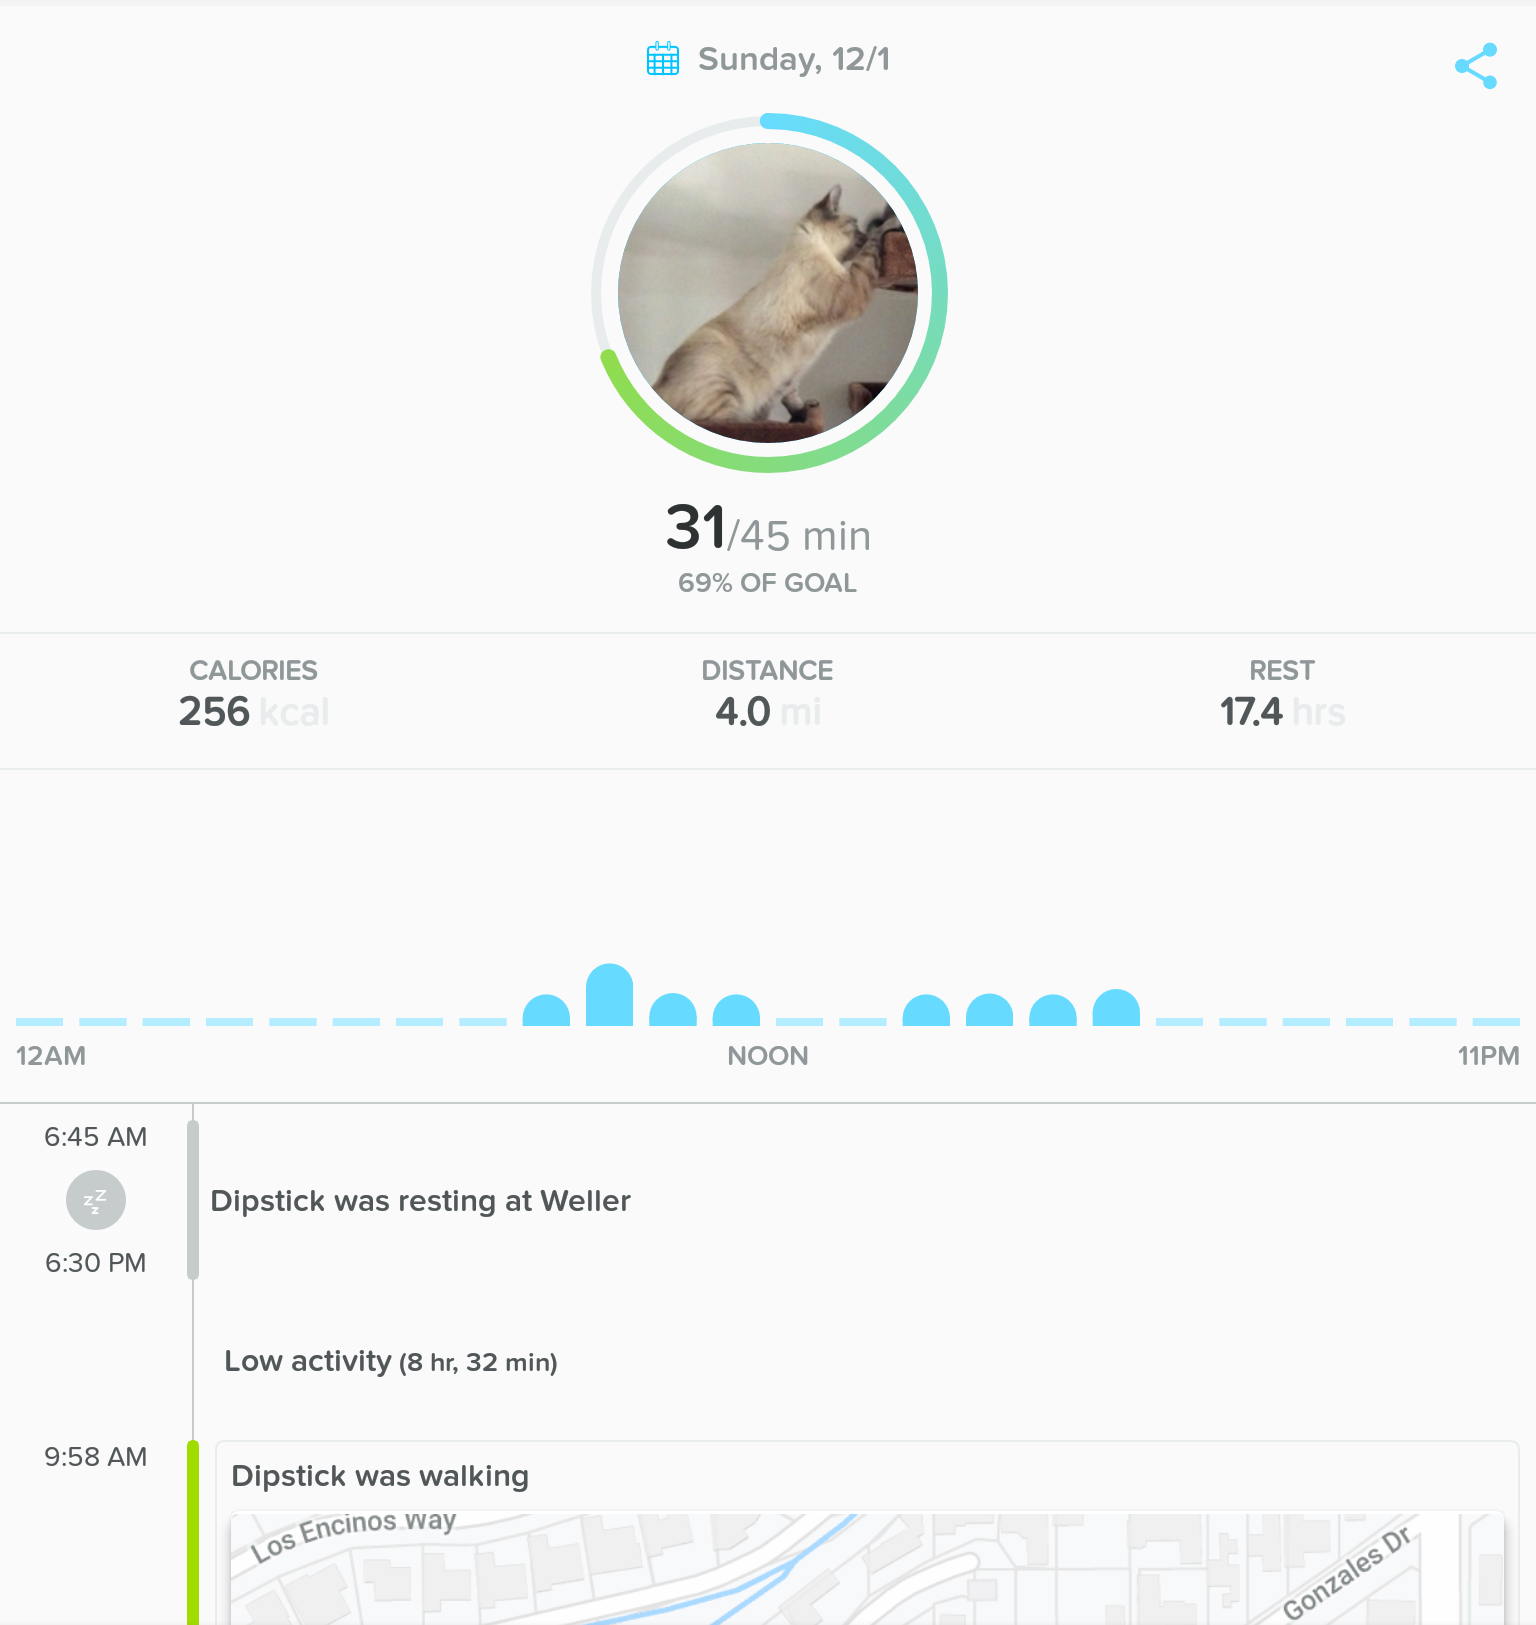 Sunday, 12/1
31/45 min
69% OF GOAL
CALORIES DISTANCE REST
256 kcal 4.0 mi 17.4 hrs
12AM NOON 11PM
6:45 AM
zzz
Dipstick was resting at Weller
6:30 PM
Low activity (8 hr, 32 min)
9:58 AM
Dipstick was walking
Los Encinos Way
Gonzales Dr